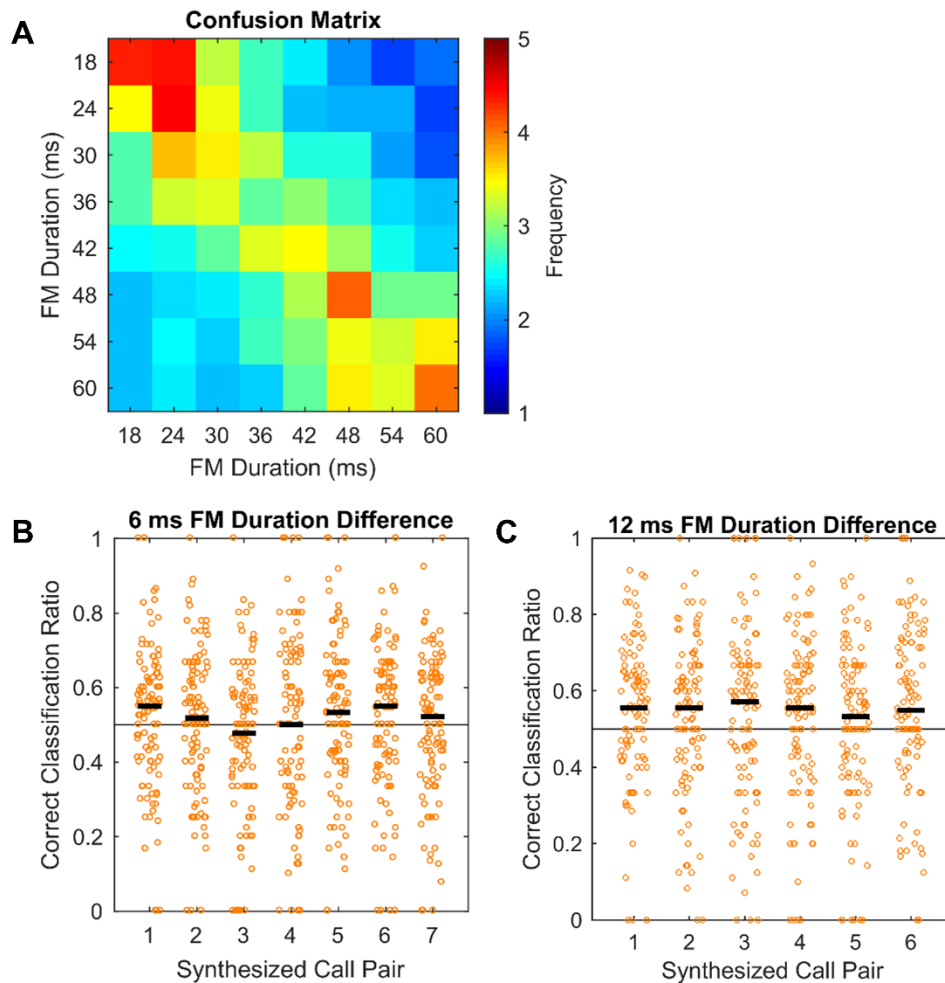 A
Confusion Matrix
18
24
30
36
42
48
54
60
FM Duration (ms)
18 24 30 36 42 48 54 60
FM Duration (ms)
5
4
3
2
1
Frequency
B
6 ms FM Duration Difference
1
0.8
0.6
0.4
0.2
0
Correct Classification Ratio
1 2 3 4 5 6 7
Synthesized Call Pair
C
12 ms FM Duration Difference
1
0.8
0.6
0.4
0.2
0
Correct Classification Ratio
1 2 3 4 5 6
Synthesized Call Pair